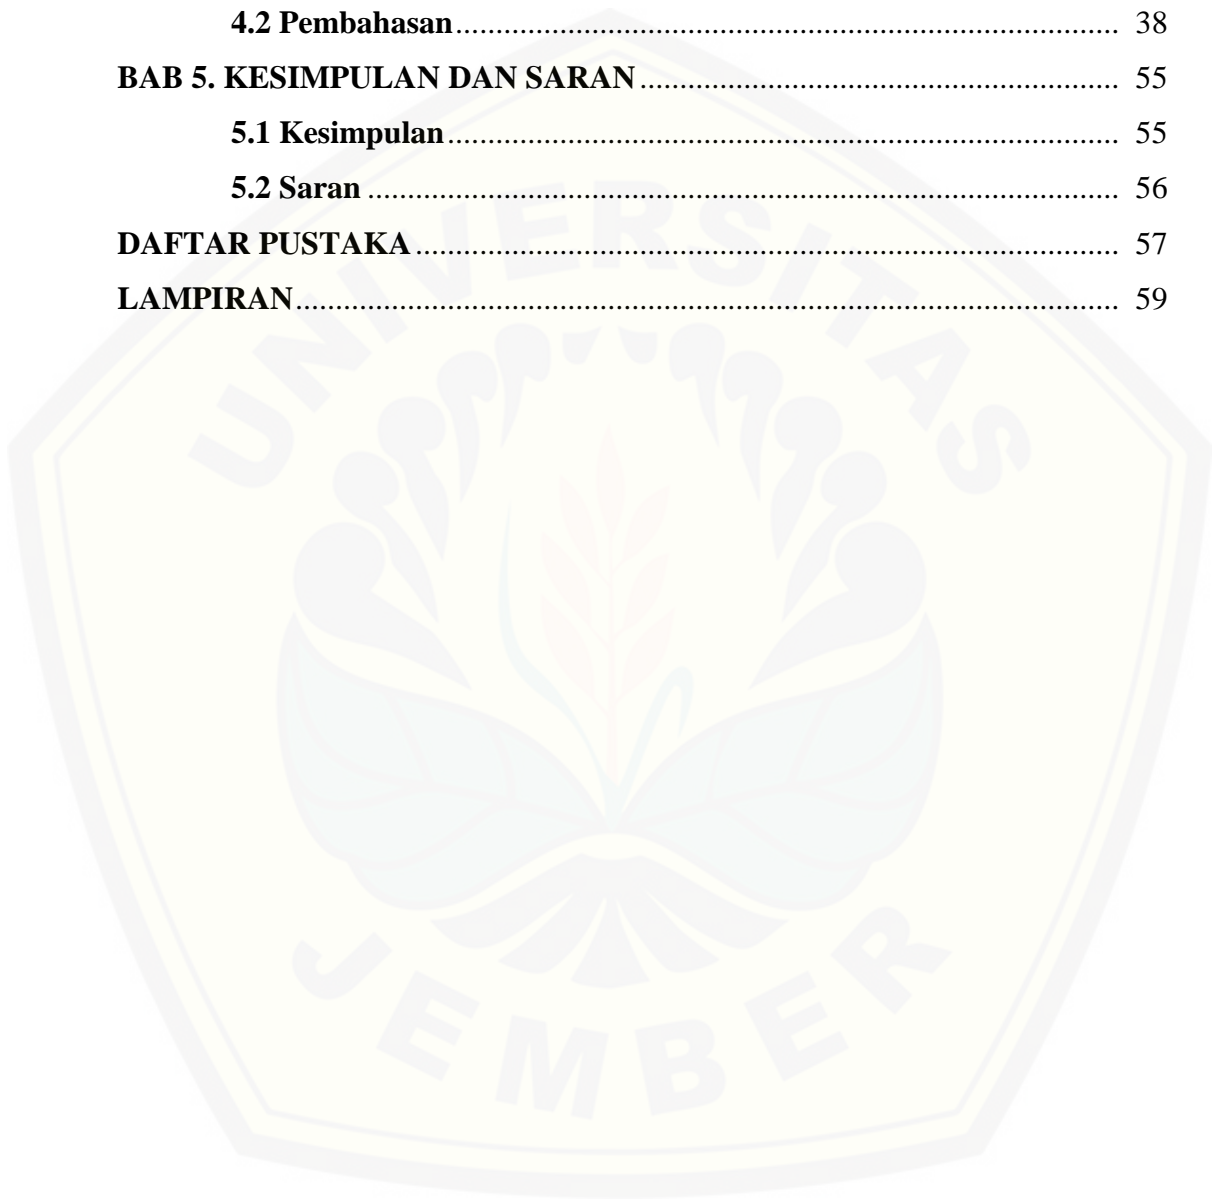 4.2 Pembahasan.......... 38
BAB 5. KESIMPULAN DAN SARAN.......... 55
5.1 Kesimpulan.......... 55
5.2 Saran.......... 56
DAFTAR PUSTAKA.......... 57
LAMPIRAN.......... 59
UNIVERSITAS
JEMBER